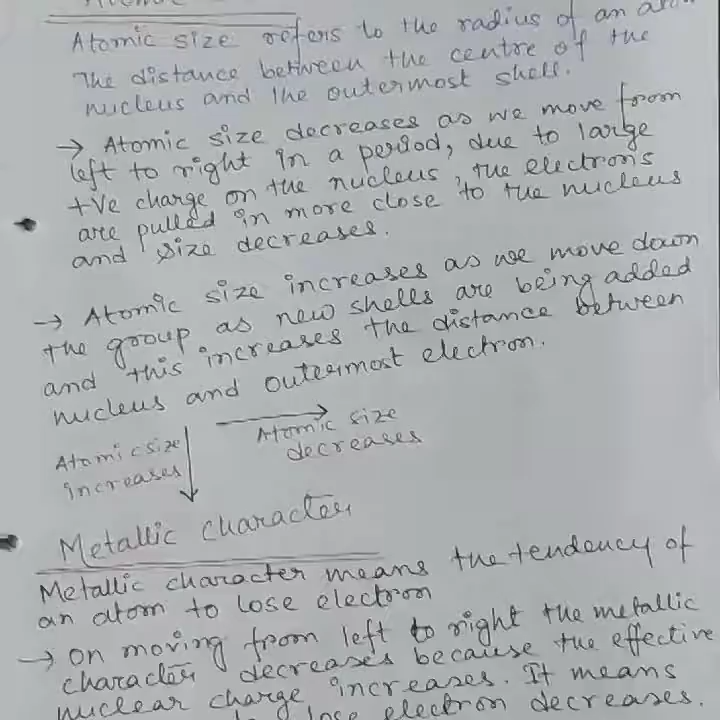 Atomic size refers to the radius of an
The distance between the centre of the
nucleus and the outermost shell.
→ Atomic size decreases as we move from
left to right in a period, due to large
+ve charge on the nucleus, the electrons
are pulled in more close to the nucleus
and size decreases.
→ Atomic size increases as we move down
the group as new shells are being added
and this increases the distance between
nucleus and outermost electron.
Atomic size
increases
Atomic size
decreases
Metallic Character
Metallic character means the tendency of
an atom to lose electron
→ on moving from left to right the metallic
character decreases because the effective
nuclear charge increases. It means
lose electron decreases.